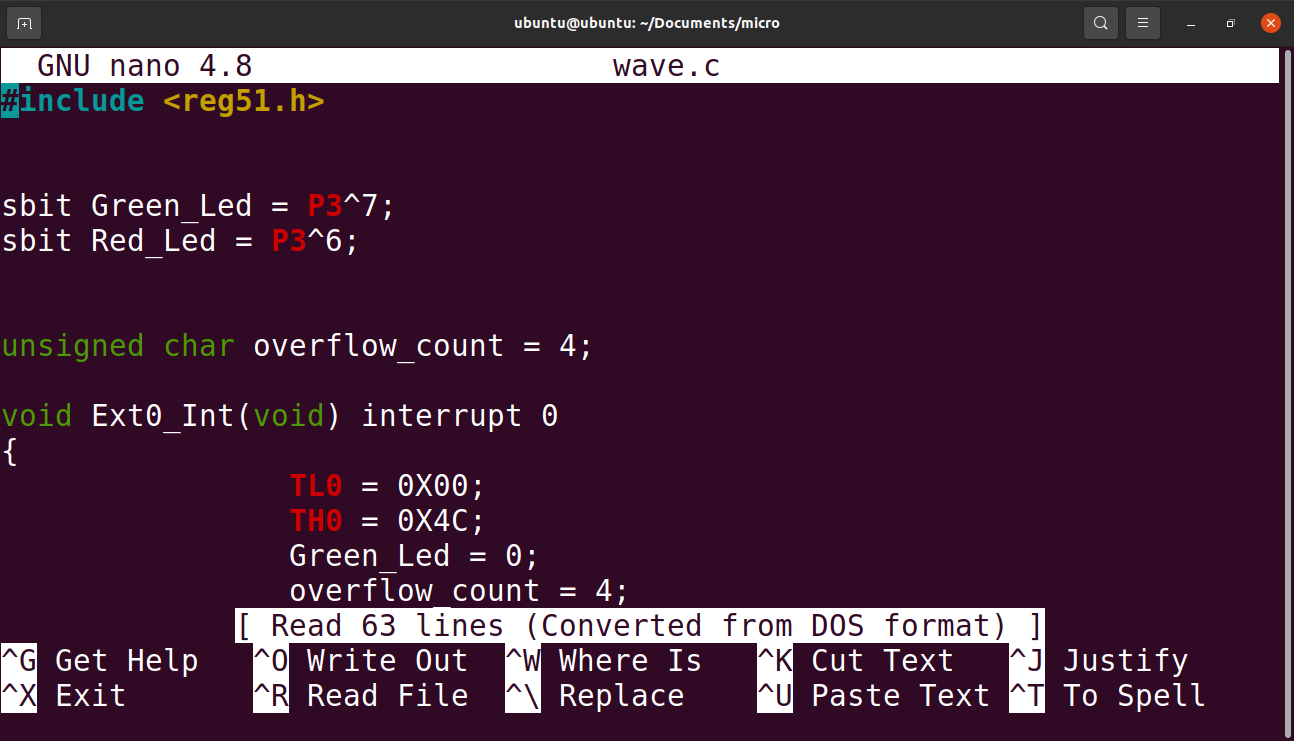 ubuntu@ubuntu: ~/Documents/micro
GNU nano 4.8 wave.c
#include <reg51.h>
sbit Green_Led = P3^7;
sbit Red_Led = P3^6;
unsigned char overflow_count = 4;
void Ext0_Int(void) interrupt 0
{
TL0 = 0X00;
TH0 = 0X4C;
Green_Led = 0;
overflow_count = 4;
[ Read 63 lines (Converted from DOS format) ]
^G Get Help ^O Write Out ^W Where Is ^K Cut Text ^J Justify
^X Exit ^R Read File ^\ Replace ^U Paste Text ^T To Spell